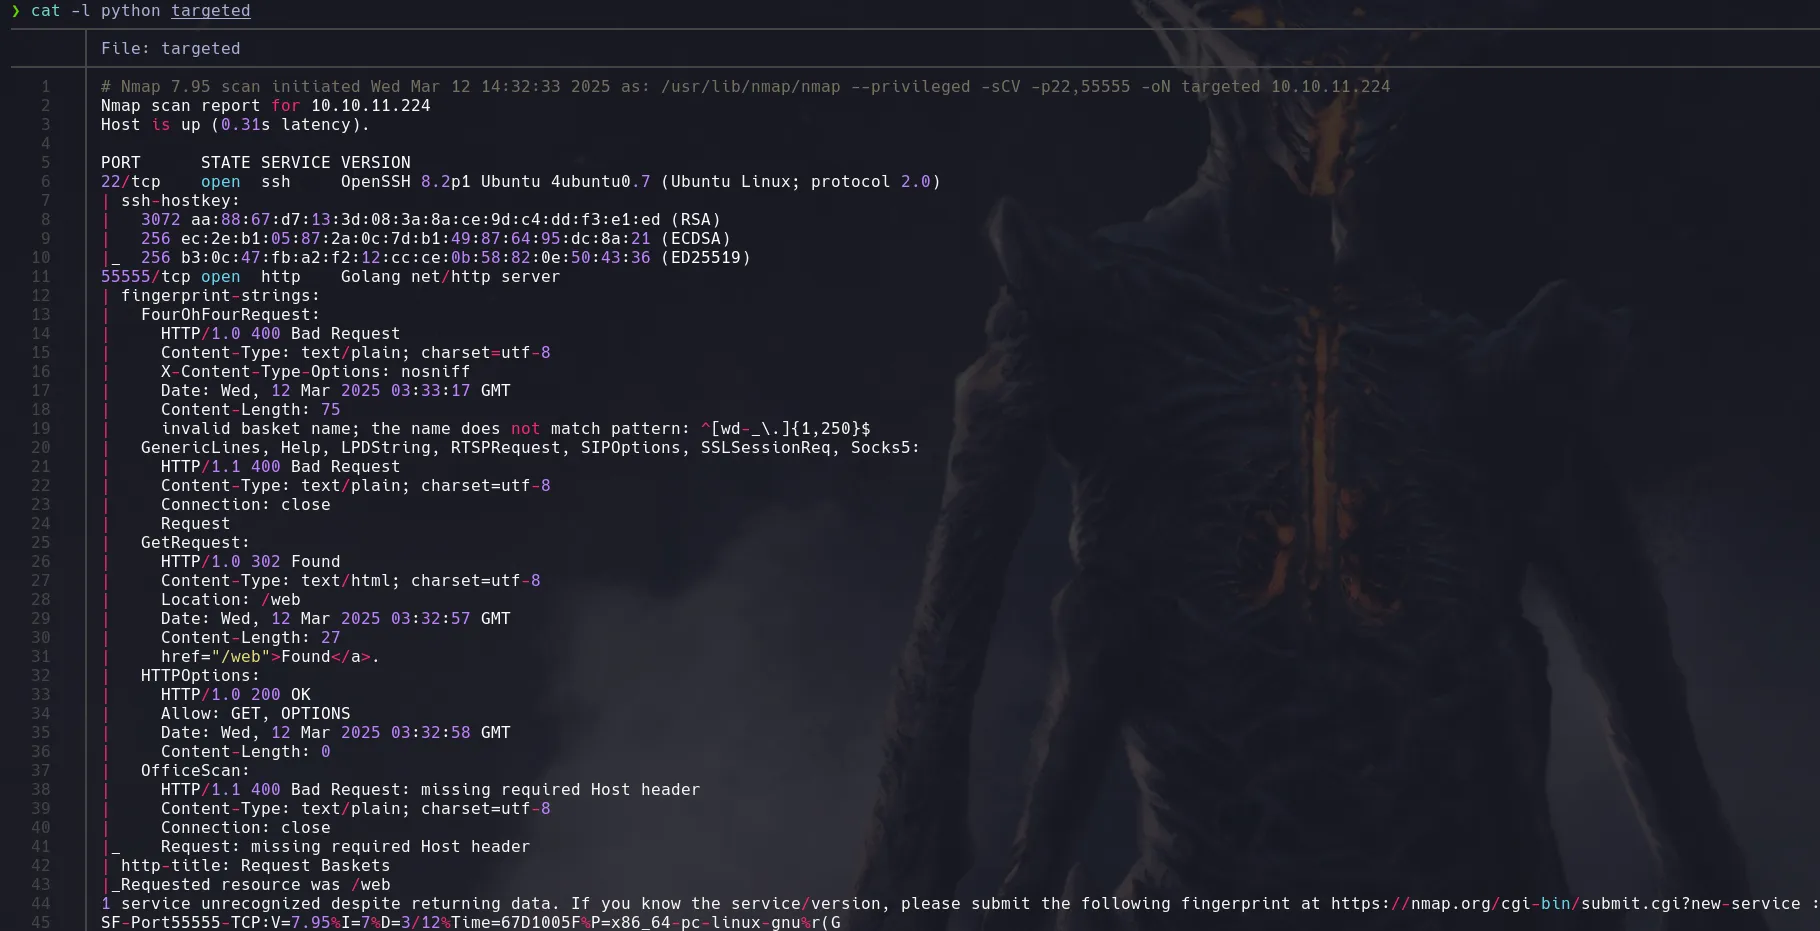 ❯ cat -l python targeted
File: targeted
1 # Nmap 7.95 scan initiated Wed Mar 12 14:32:33 2025 as: /usr/lib/nmap/nmap --privileged -sCV -p22,55555 -oN targeted 10.10.11.224
2 Nmap scan report for 10.10.11.224
3 Host is up (0.31s latency).
4
5 PORT      STATE SERVICE VERSION
6 22/tcp    open  ssh     OpenSSH 8.2p1 Ubuntu 4ubuntu0.7 (Ubuntu Linux; protocol 2.0)
7 | ssh-hostkey:
8 |   3072 aa:88:67:d7:13:3d:08:3a:8a:ce:9d:c4:dd:f3:e1:ed (RSA)
9 |   256 ec:2e:b1:05:87:2a:0c:7d:b1:49:87:64:95:dc:8a:21 (ECDSA)
10 |_  256 b3:0c:47:fb:a2:f2:12:cc:ce:0b:58:82:0e:50:43:36 (ED25519)
11 55555/tcp open  http    Golang net/http server
12 | fingerprint-strings:
13 |   FourOhFourRequest:
14 |     HTTP/1.0 400 Bad Request
15 |     Content-Type: text/plain; charset=utf-8
16 |     X-Content-Type-Options: nosniff
17 |     Date: Wed, 12 Mar 2025 03:33:17 GMT
18 |     Content-Length: 75
19 |     invalid basket name; the name does not match pattern: ^[wd-_\.]{1,250}$
20 |   GenericLines, Help, LPDString, RTSPRequest, SIPOptions, SSLSessionReq, Socks5:
21 |     HTTP/1.1 400 Bad Request
22 |     Content-Type: text/plain; charset=utf-8
23 |     Connection: close
24 |     Request
25 |   GetRequest:
26 |     HTTP/1.0 302 Found
27 |     Content-Type: text/html; charset=utf-8
28 |     Location: /web
29 |     Date: Wed, 12 Mar 2025 03:32:57 GMT
30 |     Content-Length: 27
31 |     href="/web">Found</a>.
32 |   HTTPOptions:
33 |     HTTP/1.0 200 OK
34 |     Allow: GET, OPTIONS
35 |     Date: Wed, 12 Mar 2025 03:32:58 GMT
36 |     Content-Length: 0
37 |   OfficeScan:
38 |     HTTP/1.1 400 Bad Request: missing required Host header
39 |     Content-Type: text/plain; charset=utf-8
40 |     Connection: close
41 |_    Request: missing required Host header
42 | http-title: Request Baskets
43 |_Requested resource was /web
44 1 service unrecognized despite returning data. If you know the service/version, please submit the following fingerprint at https://nmap.org/cgi-bin/submit.cgi?new-service :
45 SF-Port55555-TCP:V=7.95%I=7%D=3/12%Time=67D1005F%P=x86_64-pc-linux-gnu%r(G